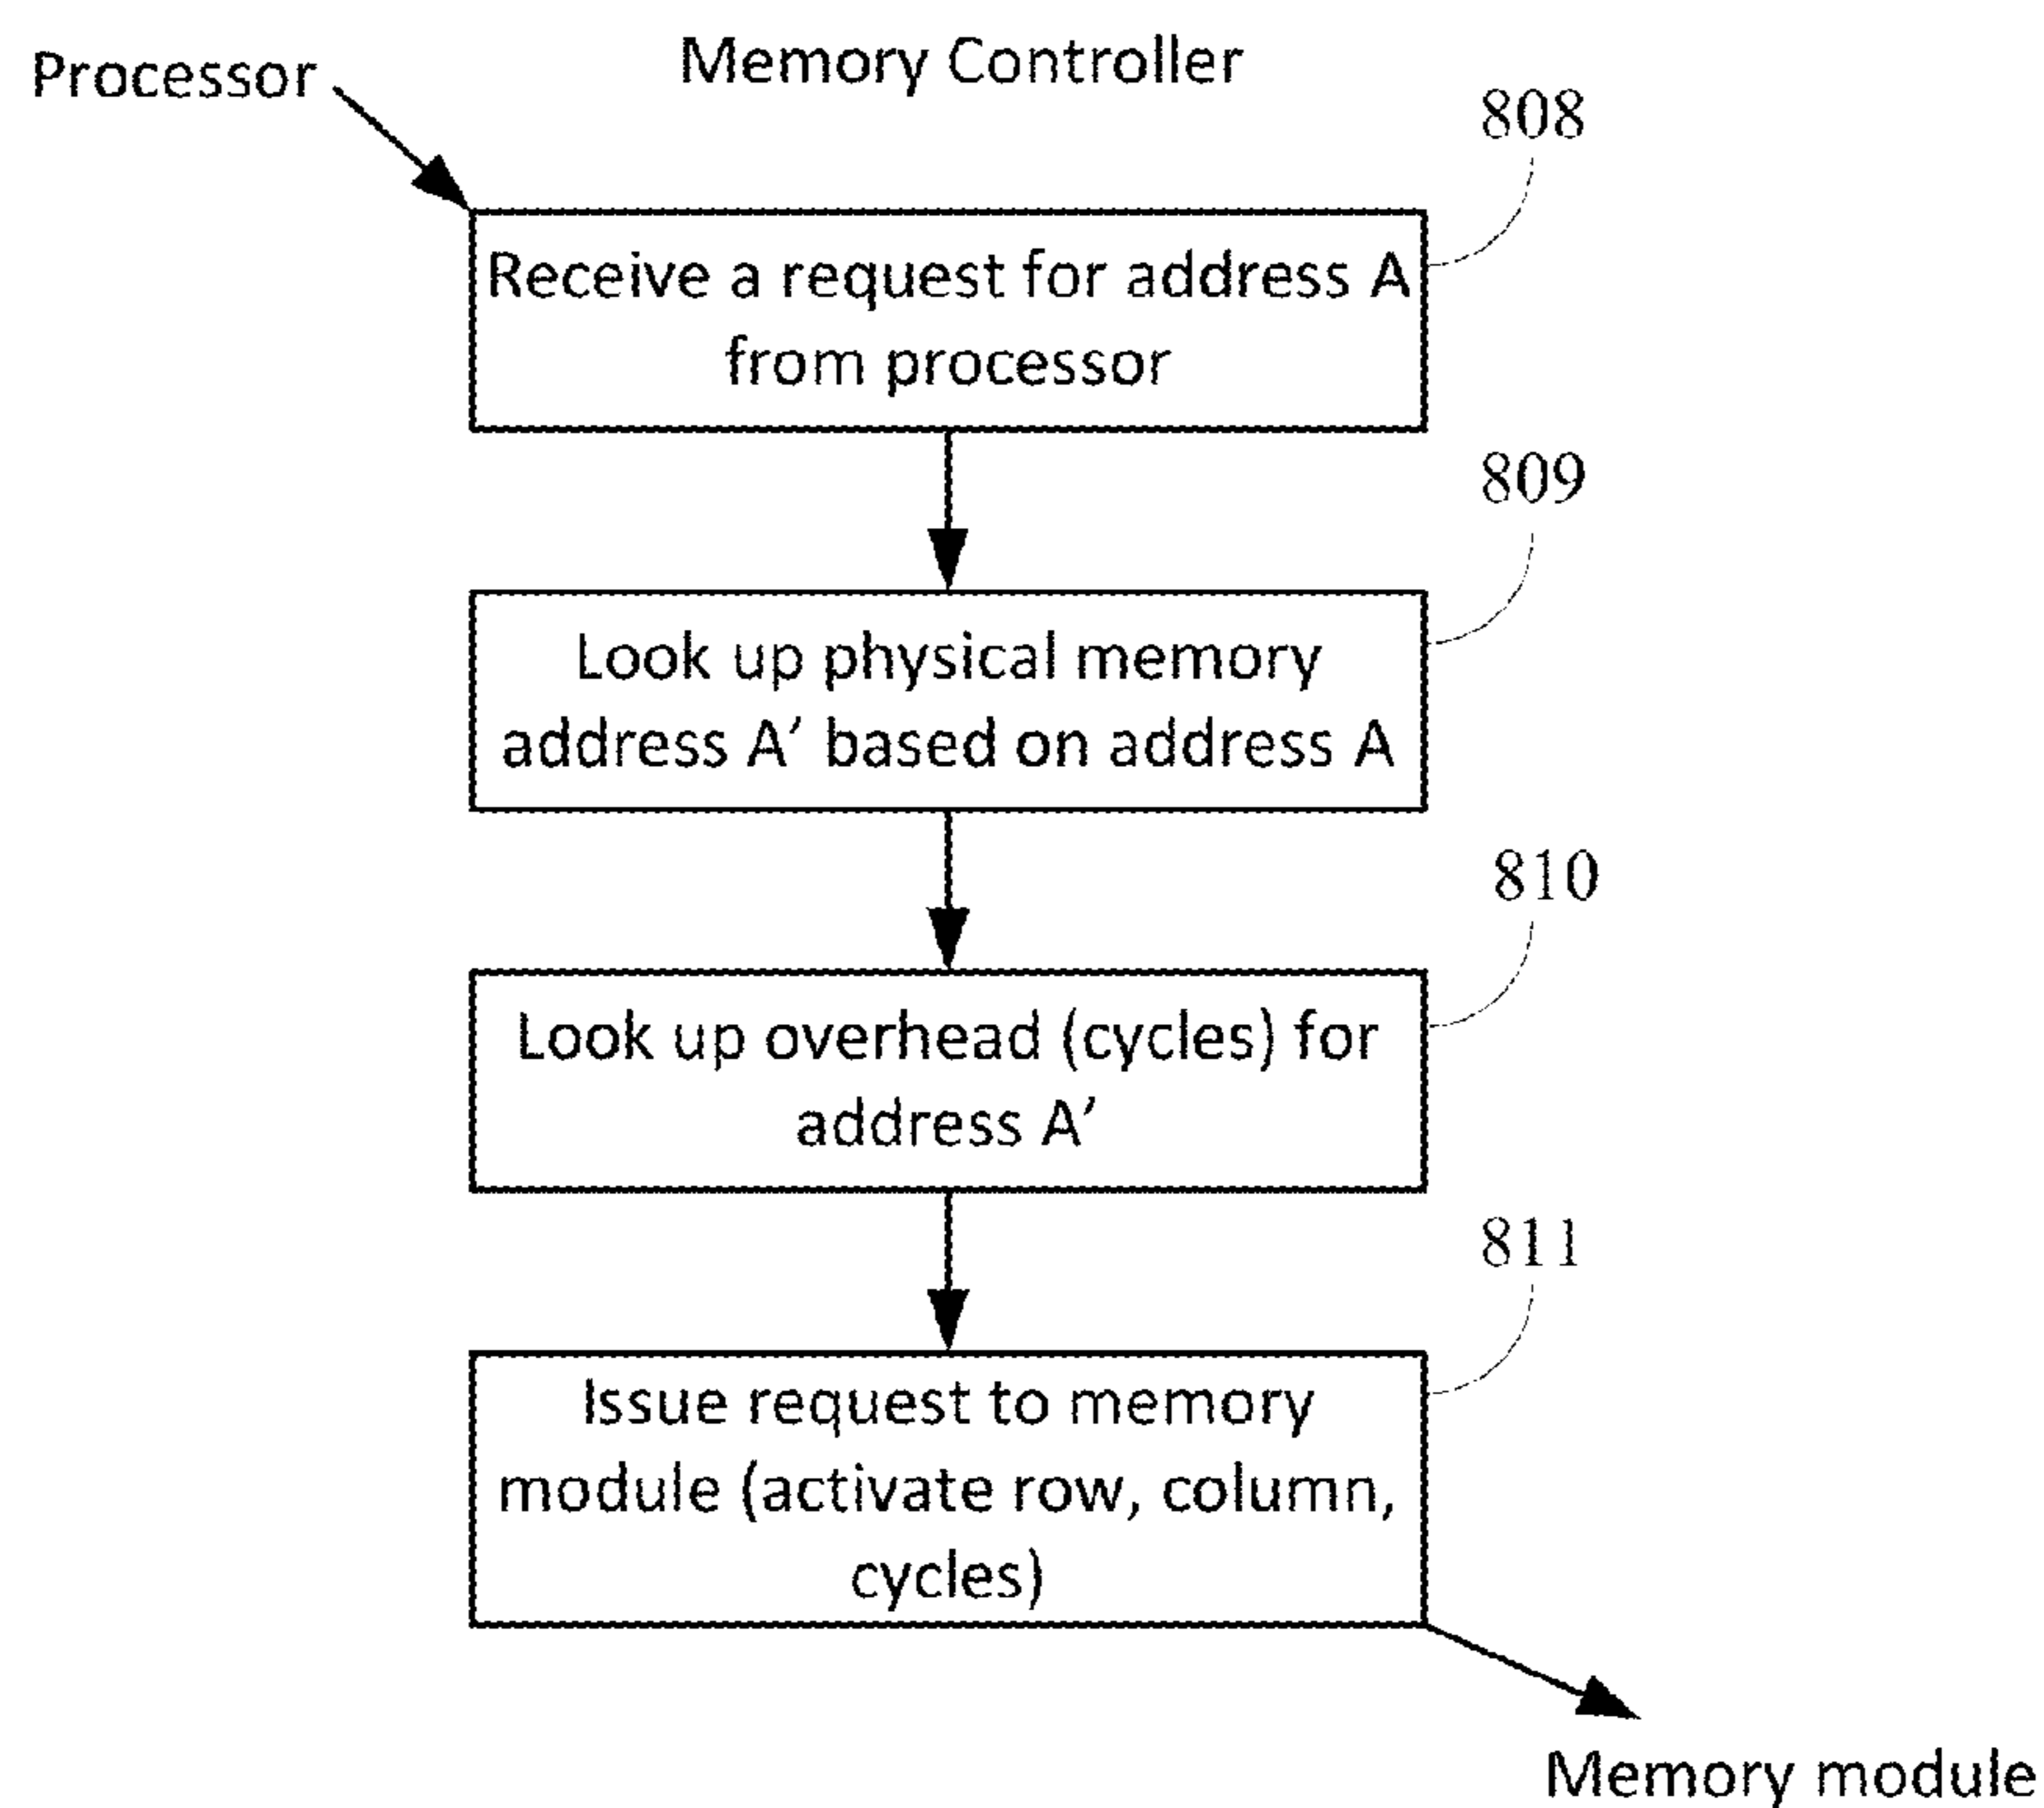 Processor
Memory Controller
808
Receive a request for address A
from processor
809
Look up physical memory
address A′ based on address A
810
Look up overhead (cycles) for
address A′
811
Issue request to memory
module (activate row, column,
cycles)
Memory module